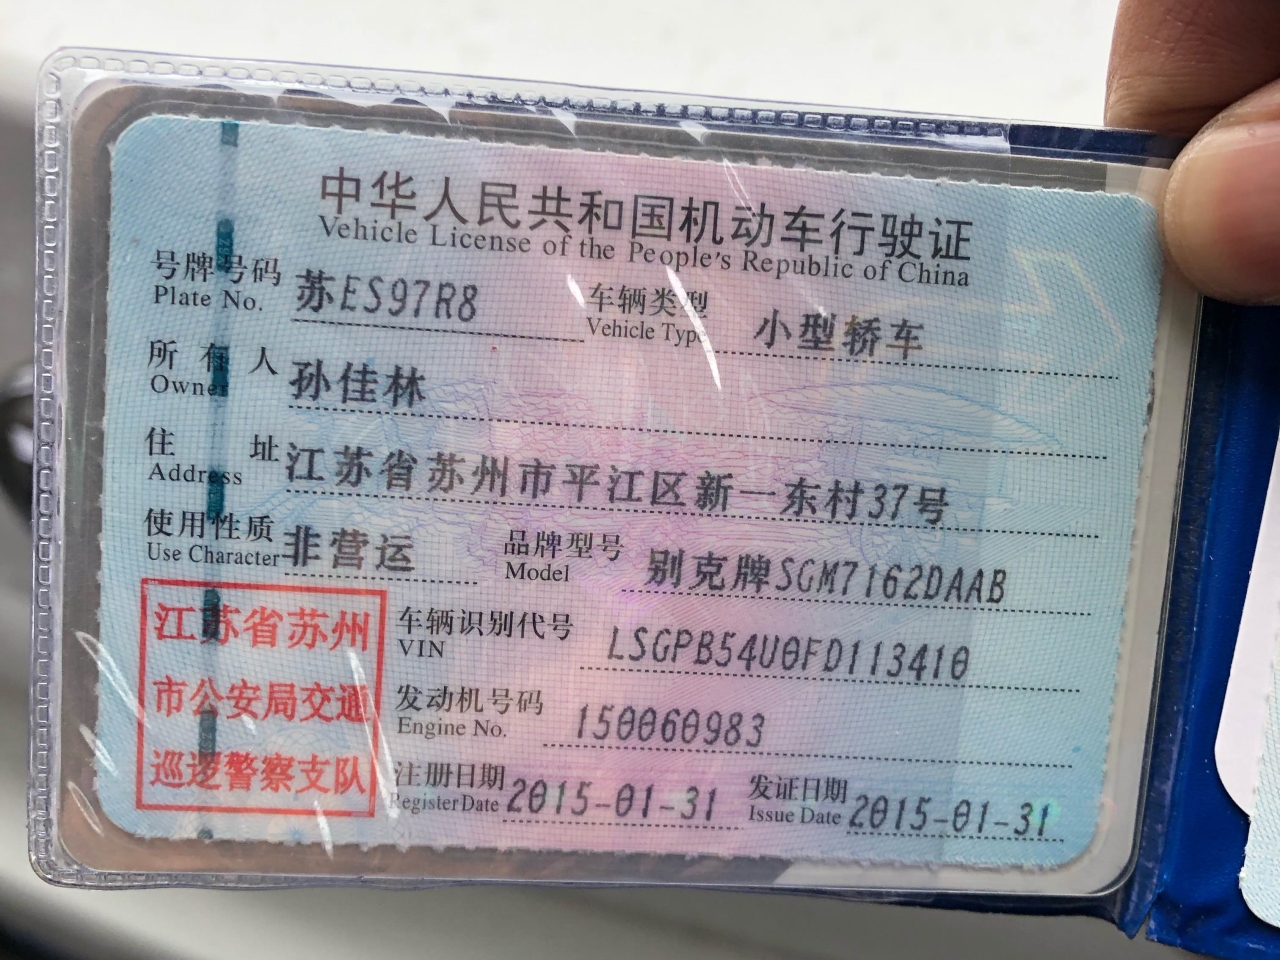 中华人民共和国机动车行驶证
Vehicle License of the People's Republic of China
号牌号码 苏ES97R8 车辆类型 小型轿车
Plate No. Vehicle Type
所有人 孙佳林
Owner
住址 江苏省苏州市平江区新一东村37号
Address
使用性质 非营运 品牌型号 别克牌SGM7162DAAB
Use Character Model
江苏省苏州
市公安局交通
巡逻警察支队
车辆识别代号 LSGPB54U0FD113410
VIN
发动机号码 150060983
Engine No.
注册日期 2015-01-31 发证日期 2015-01-31
Register Date Issue Date